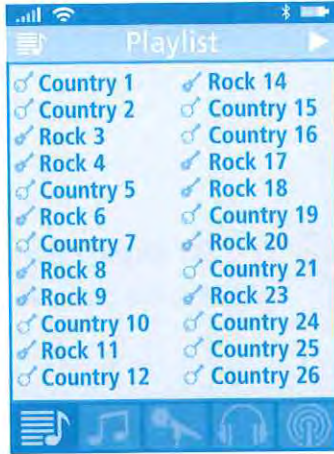 Playlist
Country 1
Country 2
Rock 3
Rock 4
Country 5
Rock 6
Country 7
Rock 8
Rock 9
Country 10
Rock 11
Country 12
Rock 14
Country 15
Country 16
Rock 17
Rock 18
Country 19
Rock 20
Country 21
Rock 23
Country 24
Country 25
Country 26